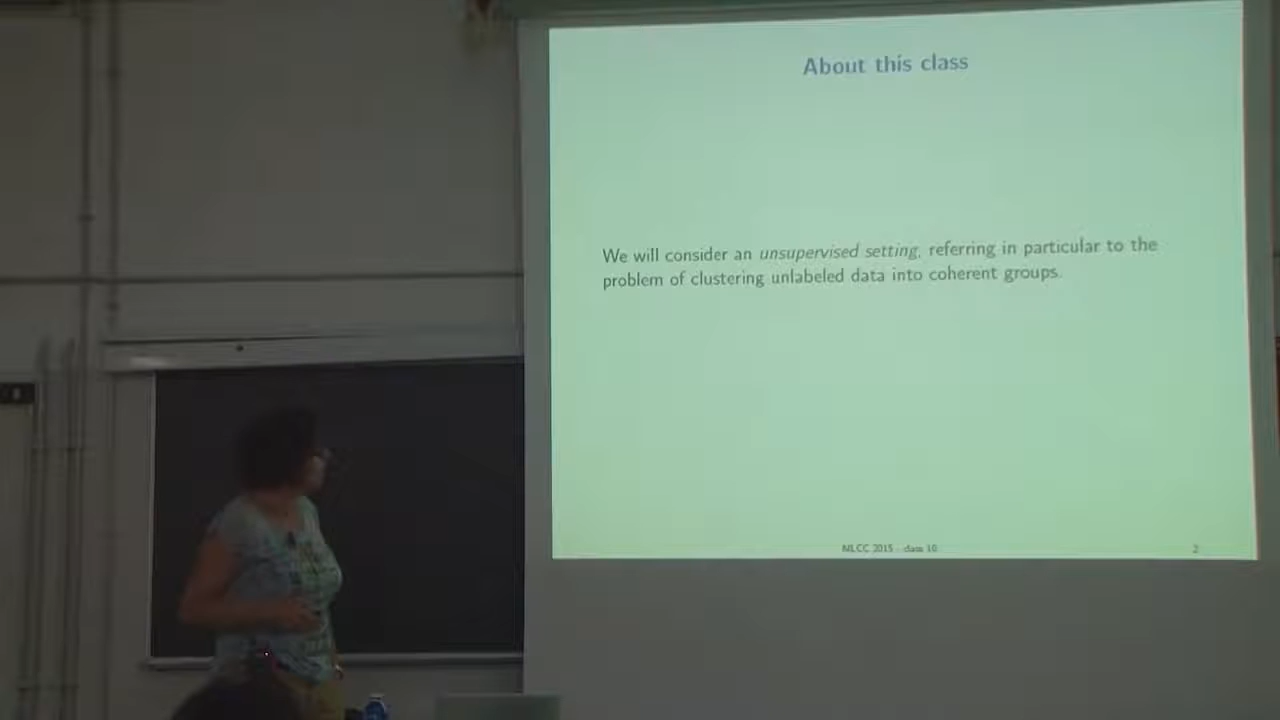 About this class
We will consider an unsupervised setting, referring in particular to the
problem of clustering unlabeled data into coherent groups.
MLCC 2015 - class 10
2